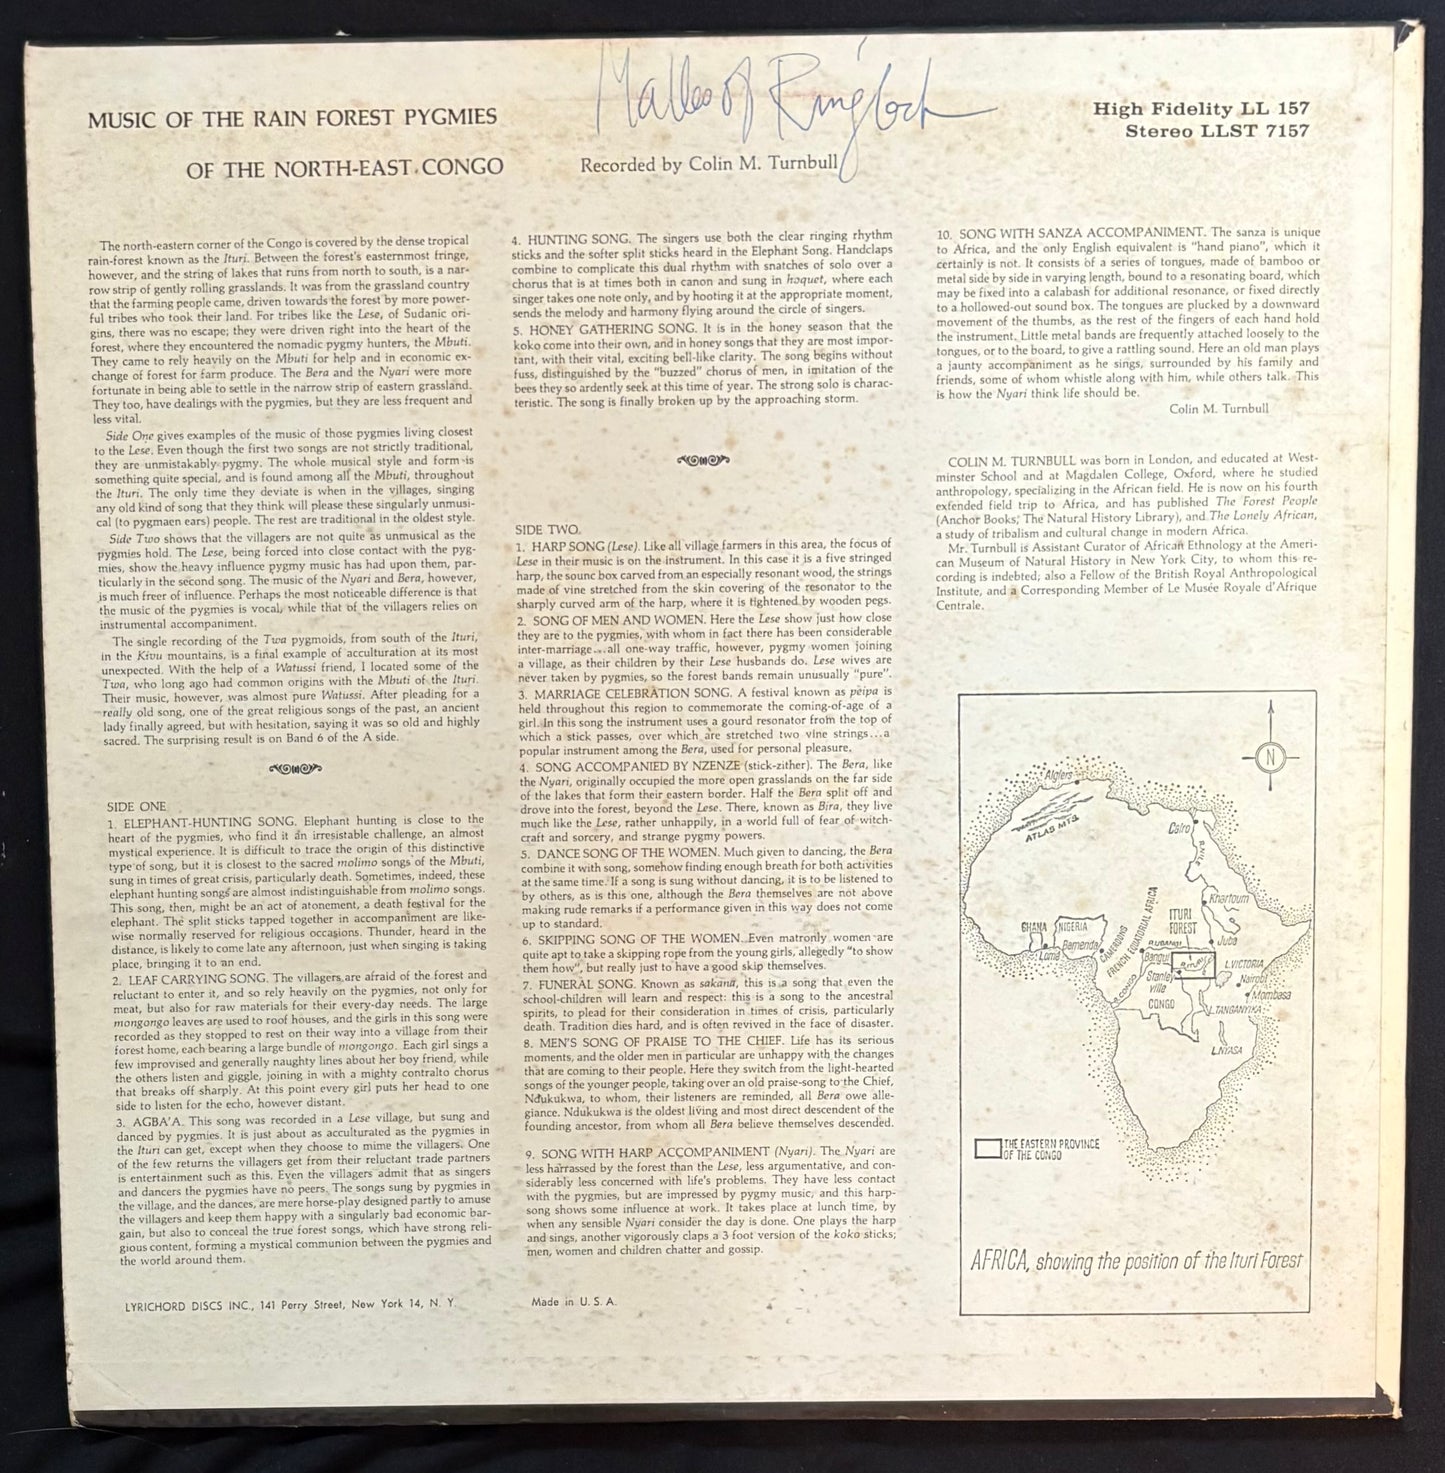 MUSIC OF THE RAIN FOREST PYGMIES
OF THE NORTH-EAST CONGO
Recorded by Colin M. Turnbull
High Fidelity LL 157
Stereo LLST 7157
The north-eastern corner of the Congo is covered by the dense tropical
rain-forest known as the Ituri. Between the forest's easternmost fringe,
however, and the string of lakes that runs from north to south, is a nar-
row strip of gently rolling grasslands. It was from the grassland country
that the farming people came, driven towards the forest by more power-
ful tribes who took their land. For tribes like the Lese, of Sudanic ori-
gins, there was no escape; they were driven right into the heart of the
forest, where they encountered the nomadic pygmy hunters, the Mbuti.
They came to rely heavily on the Mbuti for help and in economic ex-
change of forest for farm produce. The Bera and the Nyari were more
fortunate in being able to settle in the narrow strip of eastern grassland.
They too, have dealings with the pygmies, but they are less frequent and
less vital.
Side One gives examples of the music of those pygmies living closest
to the Lese. Even though the first two songs are not strictly traditional,
they are unmistakably pygmy. The whole musical style and form is
something quite special, and is found among all the Mbuti, throughout
the Ituri. The only time they deviate is when in the villages, singing
any old kind of song that they think will please these singularly unmusi-
cal (to pygmaen ears) people. The rest are traditional in the oldest style.
Side Two shows that the villagers are not quite as unmusical as the
pygmies hold. The Lese, being forced into close contact with the pyg-
mies, show the heavy influence pygmy music has had upon them, par-
ticularly in the second song. The music of the Nyari and Bera, however,
is much freer of influence. Perhaps the most noticeable difference is that
the music of the pygmies is vocal, while that of the villagers relies on
instrumental accompaniment.
The single recording of the Twa pygmoids, from south of the Ituri,
in the Kivu mountains, is a final example of acculturation at its most
unexpected. With the help of a Watussi friend, I located some of the
Twa, who long ago had common origins with the Mbuti of the Ituri.
Their music, however, was almost pure Watussi. After pleading for a
really old song, one of the great religious songs of the past, an ancient
lady finally agreed, but with hesitation, saying it was so old and highly
sacred. The surprising result is on Band 6 of the A side.
SIDE ONE
1. ELEPHANT-HUNTING SONG. Elephant hunting is close to the
heart of the pygmies, who find it an irresistable challenge, an almost
mystical experience. It is difficult to trace the origin of this distinctive
type of song, but it is closest to the sacred molimo songs of the Mbuti,
sung in times of great crisis, particularly death. Sometimes, indeed, these
elephant hunting songs are almost indistinguishable from molimo songs.
This song, then, might be an act of atonement, a death festival for the
elephant. The split sticks tapped together in accompaniment are like-
wise normally reserved for religious occasions. Thunder, heard in the
distance, is likely to come late any afternoon, just when singing is taking
place, bringing it to an end.
2. LEAF CARRYING SONG. The villagers are afraid of the forest and
reluctant to enter it, and so rely heavily on the pygmies, not only for
meat, but also for raw materials for their every-day needs. The large
mongongo leaves are used to roof houses, and the girls in this song were
recorded as they stopped to rest on their way into a village from their
forest home, each bearing a large bundle of mongongo. Each girl sings a
few improvised and generally naughty lines about her boy friend, while
the others listen and giggle, joining in with a mighty contralto chorus
that breaks off sharply. At this point every girl puts her head to one
side to listen for the echo, however distant.
3. AGBA'A. This song was recorded in a Lese village, but sung and
danced by pygmies. It is just about as acculturated as the pygmies in
the Ituri can get, except when they choose to mime the villagers. One
of the few returns the villagers get from their reluctant trade partners
is entertainment such as this. Even the villagers admit that as singers
and dancers the pygmies have no peers. The songs sung by pygmies in
the village, and the dances, are mere horse-play designed partly to amuse
the villagers and keep them happy with a singularly bad economic bar-
gain, but also to conceal the true forest songs, which have strong reli-
gious content, forming a mystical communion between the pygmies and
the world around them.
LYRICHORD DISCS INC., 141 Perry Street, New York 14, N. Y.
4. HUNTING SONG. The singers use both the clear ringing rhythm
sticks and the softer split sticks heard in the Elephant Song. Handclaps
combine to complicate this dual rhythm with snatches of solo over a
chorus that is at times both in canon and sung in hoquet, where each
singer takes one note only, and by hooting it at the appropriate moment,
sends the melody and harmony flying around the circle of singers.
5. HONEY GATHERING SONG. It is in the honey season that the
koko come into their own, and in honey songs that they are most impor-
tant, with their vital, exciting bell-like clarity. The song begins without
fuss, distinguished by the "buzzed" chorus of men, in imitation of the
bees they so ardently seek at this time of year. The strong solo is charac-
teristic. The song is finally broken up by the approaching storm.
SIDE TWO.
1. HARP SONG (Lese). Like all village farmers in this area, the focus of
Lese in their music is on the instrument. In this case it is a five stringed
harp, the sound box carved from an especially resonant wood, the strings
made of vine stretched from the skin covering of the resonator to the
sharply curved arm of the harp, where it is tightened by wooden pegs.
2. SONG OF MEN AND WOMEN. Here the Lese show just how close
they are to the pygmies, with whom in fact there has been considerable
inter-marriage...all one-way traffic, however, pygmy women joining
a village, as their children by their Lese husbands do. Lese wives are
never taken by pygmies, so the forest bands remain unusually "pure".
3. MARRIAGE CELEBRATION SONG. A festival known as peipa is
held throughout this region to commemorate the coming-of-age of a
girl. In this song the instrument uses a gourd resonator from the top of
which a stick passes, over which are stretched two vine strings...a
popular instrument among the Bera, used for personal pleasure.
4. SONG ACCOMPANIED BY NZENZE (stick-zither). The Bera, like
the Nyari, originally occupied the more open grasslands on the far side
of the lakes that form their eastern border. Half the Bera split off and
drove into the forest, beyond the Lese. There, known as Bira, they live
much like the Lese, rather unhappily, in a world full of fear of witch-
craft and sorcery, and strange pygmy powers.
5. DANCE SONG OF THE WOMEN. Much given to dancing, the Bera
combine it with song, somehow finding enough breath for both activities
at the same time. If a song is sung without dancing, it is to be listened to
by others, as is this one, although the Bera themselves are not above
making rude remarks if a performance given in this way does not come
up to standard.
6. SKIPPING SONG OF THE WOMEN. Even matronly women are
quite apt to take a skipping rope from the young girls, allegedly "to show
them how", but really just to have a good skip themselves.
7. FUNERAL SONG. Known as sakana, this is a song that even the
school-children will learn and respect: this is a song to the ancestral
spirits, to plead for their consideration in times of crisis, particularly
death. Tradition dies hard, and is often revived in the face of disaster.
8. MEN'S SONG OF PRAISE TO THE CHIEF. Life has its serious
moments, and the older men in particular are unhappy with the changes
that are coming to their people. Here they switch from the light-hearted
songs of the younger people, taking over an old praise-song to the Chief,
Ndukukwa, to whom, their listeners are reminded, all Bera owe alle-
giance. Ndukukwa is the oldest living and most direct descendent of the
founding ancestor, from whom all Bera believe themselves descended.
9. SONG WITH HARP ACCOMPANIMENT (Nyari). The Nyari are
less harrassed by the forest than the Lese, less argumentative, and con-
siderably less concerned with life's problems. They have less contact
with the pygmies, but are impressed by pygmy music, and this harp-
song shows some influence at work. It takes place at lunch time, by
when any sensible Nyari consider the day is done. One plays the harp
and sings, another vigorously claps a 3 foot version of the koko sticks;
men, women and children chatter and gossip.
Made in U. S. A.
10. SONG WITH SANZA ACCOMPANIMENT. The sanza is unique
to Africa, and the only English equivalent is "hand piano", which it
certainly is not. It consists of a series of tongues, made of bamboo or
metal side by side in varying length, bound to a resonating board, which
may be fixed into a calabash for additional resonance, or fixed directly
to a hollowed-out sound box. The tongues are plucked by a downward
movement of the thumbs, as the rest of the fingers of each hand hold
the instrument. Little metal bands are frequently attached loosely to the
tongues, or to the board, to give a rattling sound. Here an old man plays
a jaunty accompaniment as he sings, surrounded by his family and
friends, some of whom whistle along with him, while others talk. This
is how the Nyari think life should be.
Colin M. Turnbull
COLIN M. TURNBULL was born in London, and educated at West-
minster School and at Magdalen College, Oxford, where he studied
anthropology, specializing in the African field. He is now on his fourth
extended field trip to Africa, and has published The Forest People
(Anchor Books, The Natural History Library), and The Lonely African,
a study of tribalism and cultural change in modern Africa.
Mr. Turnbull is Assistant Curator of African Ethnology at the Ameri-
can Museum of Natural History in New York City, to whom this re-
cording is indebted; also a Fellow of the British Royal Anthropological
Institute, and a Corresponding Member of Le Musée Royale d'Afrique
Centrale.
N
Algiers
ATLAS MTS.
Cairo
R. NILE
Khartoum
GHANA
NIGERIA
Lomé
Bamenda
CAMEROONS
FRENCH EQUATORIAL AFRICA
ITURI
FOREST
Juba
R. UBANGI
Bangui
Stanley
ville
R. CONGO
CONGO
L. VICTORIA
Nairobi
Mombasa
L. TANGANYIKA
L. NYASA
THE EASTERN PROVINCE
OF THE CONGO
AFRICA, showing the position of the Ituri Forest